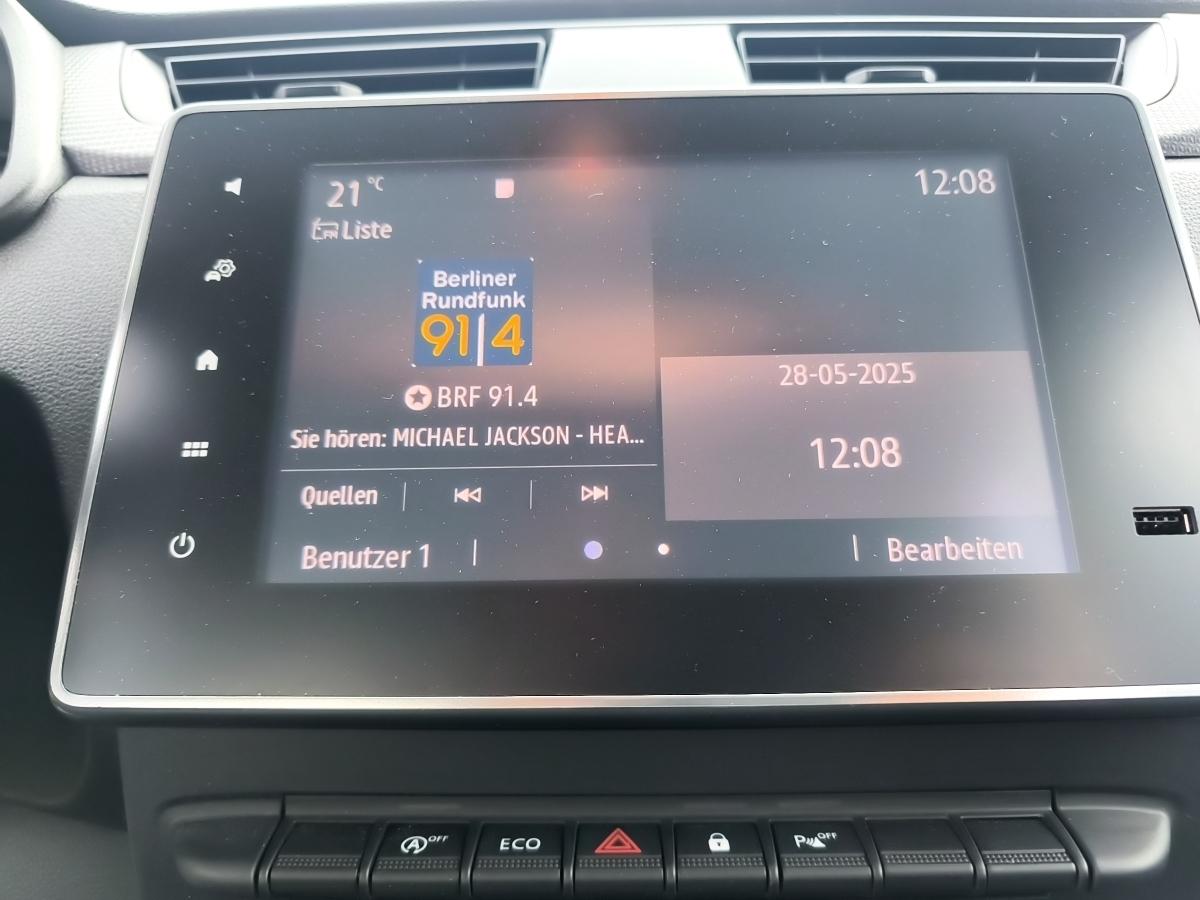 21 °C
12:08
Liste
Berliner
Rundfunk
91|4
BRF 91.4
Sie hören: MICHAEL JACKSON - HEA...
28-05-2025
12:08
Quellen
Benutzer 1
Bearbeiten
A OFF
ECO
P OFF